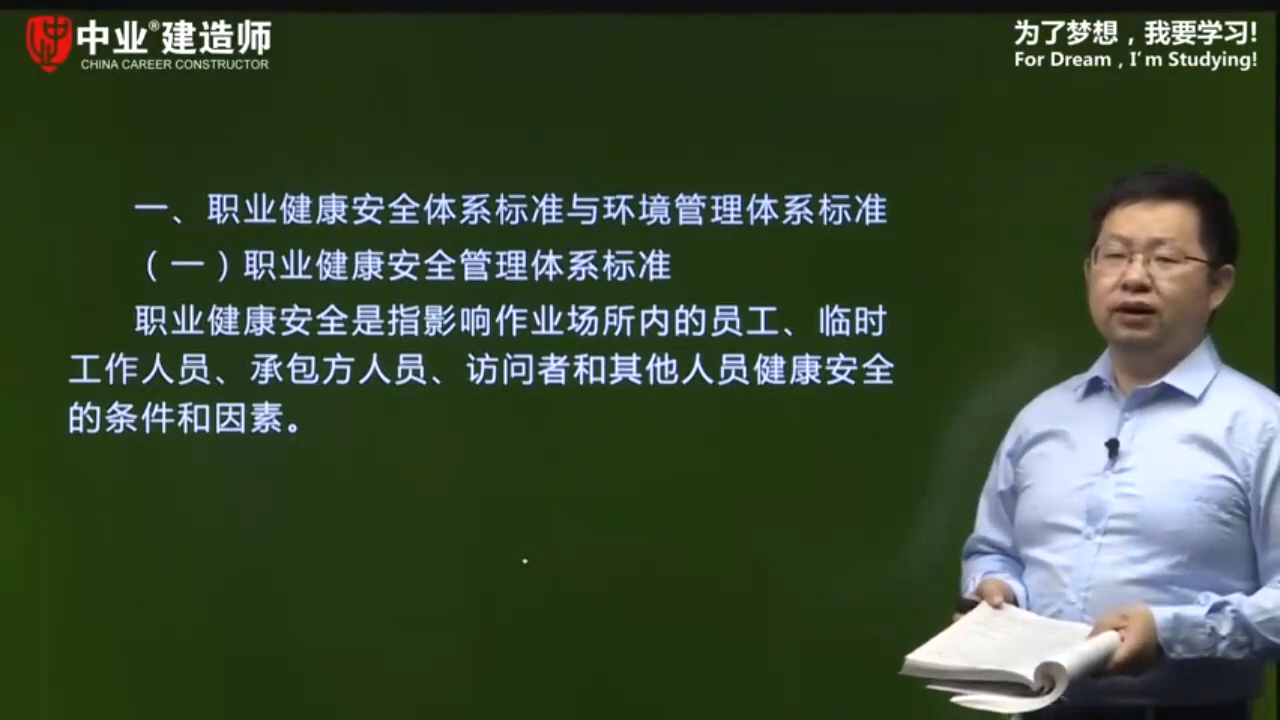 中业®建造师
CHINA CAREER CONSTRUCTOR
为了梦想，我要学习!
For Dream , I'm Studying!
一、职业健康安全体系标准与环境管理体系标准
（一）职业健康安全管理体系标准
职业健康安全是指影响作业场所内的员工、临时
工作人员、承包方人员、访问者和其他人员健康安全
的条件和因素。